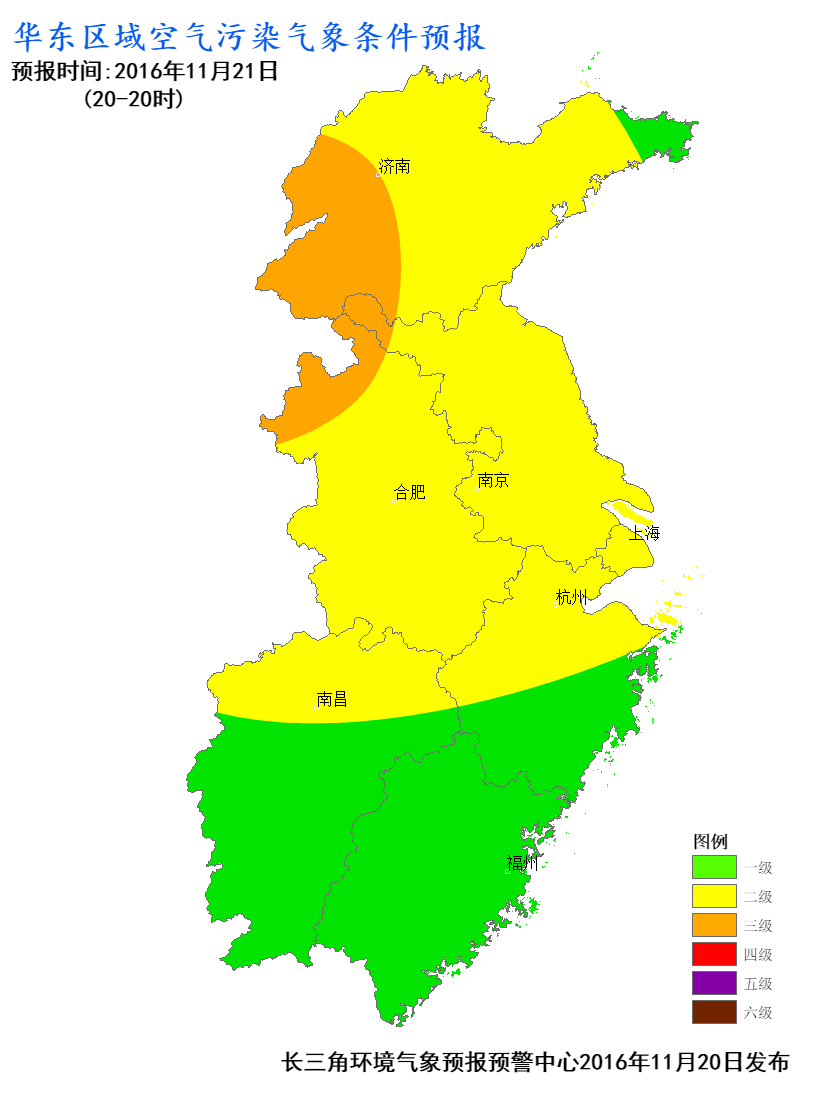 华东区域空气污染气象条件预报
预报时间:2016年11月21日
(20-20时)
济南
合肥
南京
上海
杭州
南昌
福州
图例
一级
二级
三级
四级
五级
六级
长三角环境气象预报预警中心2016年11月20日发布